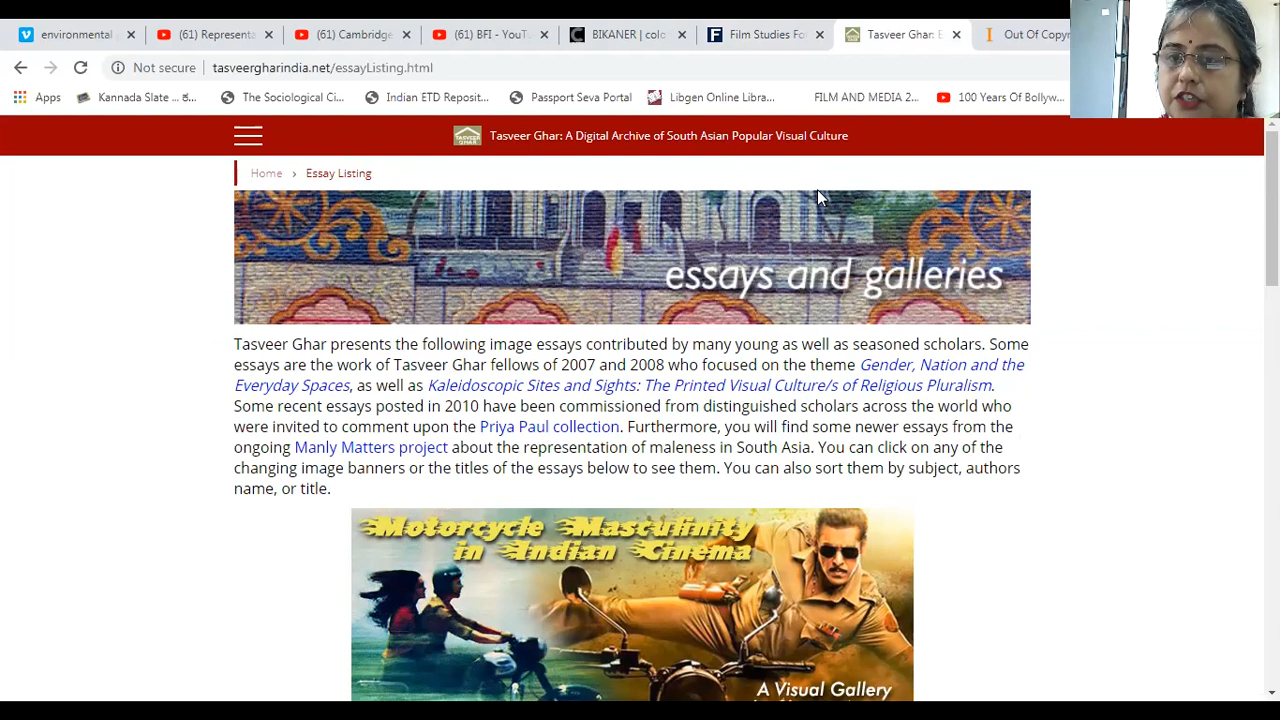 environmental
(61) Representa
(61) Cambridge
(61) BFI - YouT
BIKANER | colo
Film Studies Fo
Tasveer Ghar: E
Out Of Copyr
Not secure
tasveergharindia.net/essayListing.html
Apps
Kannada Slate ... ಕ...
The Sociological Ci...
Indian ETD Reposit...
Passport Seva Portal
Libgen Online Libra...
FILM AND MEDIA 2...
100 Years Of Bollyw...
TASVEER GHAR
Tasveer Ghar: A Digital Archive of South Asian Popular Visual Culture
Home › Essay Listing
essays and galleries
Tasveer Ghar presents the following image essays contributed by many young as well as seasoned scholars. Some
essays are the work of Tasveer Ghar fellows of 2007 and 2008 who focused on the theme Gender, Nation and the
Everyday Spaces, as well as Kaleidoscopic Sites and Sights: The Printed Visual Culture/s of Religious Pluralism.
Some recent essays posted in 2010 have been commissioned from distinguished scholars across the world who
were invited to comment upon the Priya Paul collection. Furthermore, you will find some newer essays from the
ongoing Manly Matters project about the representation of maleness in South Asia. You can click on any of the
changing image banners or the titles of the essays below to see them. You can also sort them by subject, authors
name, or title.
Motorcycle Masculinity
in Indian Cinema
A Visual Gallery